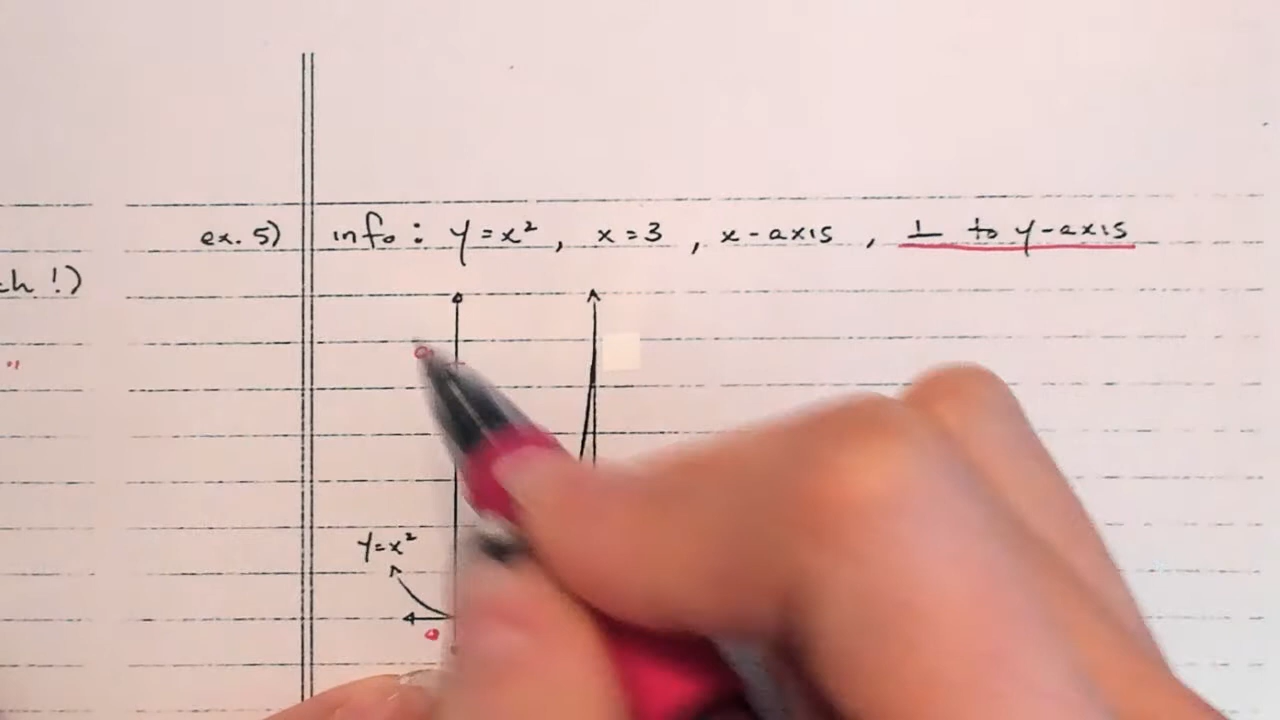 ex. 5) info : y = x² , x = 3 , x - axis , ⊥ to y-axis
h !)
y = x²